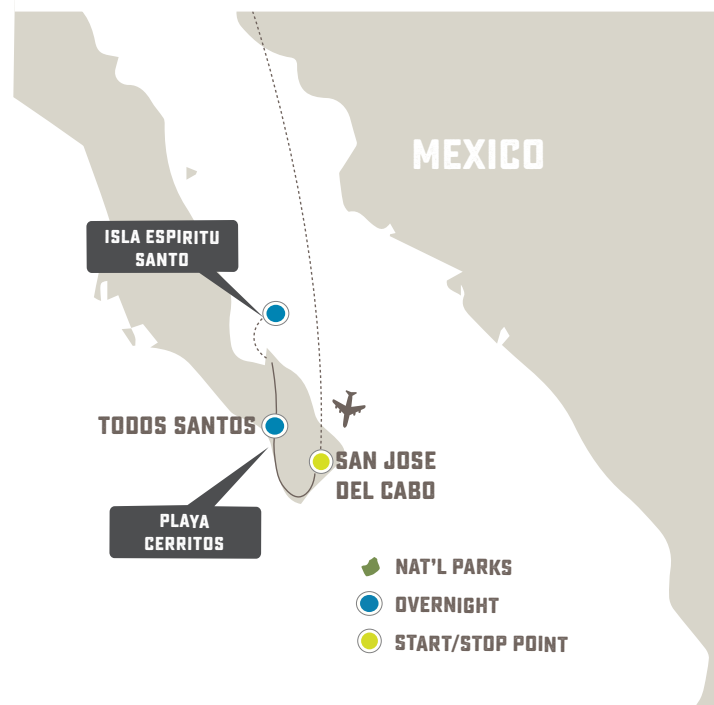 MEXICO
ISLA ESPIRITU
SANTO
TODOS SANTOS
SAN JOSE
DEL CABO
PLAYA
CERRITOS
NAT'L PARKS
OVERNIGHT
START/STOP POINT